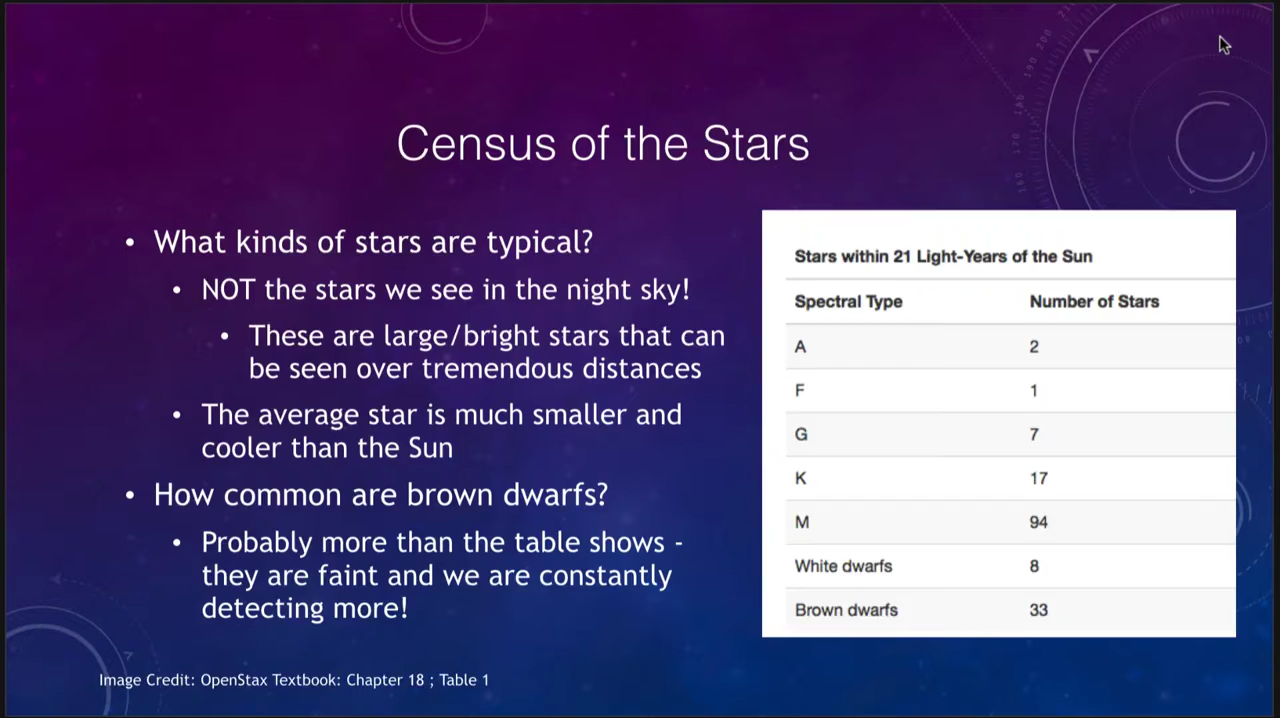 Census of the Stars
• What kinds of stars are typical?
• NOT the stars we see in the night sky!
• These are large/bright stars that can
be seen over tremendous distances
• The average star is much smaller and
cooler than the Sun
• How common are brown dwarfs?
• Probably more than the table shows -
they are faint and we are constantly
detecting more!
Stars within 21 Light-Years of the Sun
Spectral Type Number of Stars
A 2
F 1
G 7
K 17
M 94
White dwarfs 8
Brown dwarfs 33
Image Credit: OpenStax Textbook: Chapter 18 ; Table 1